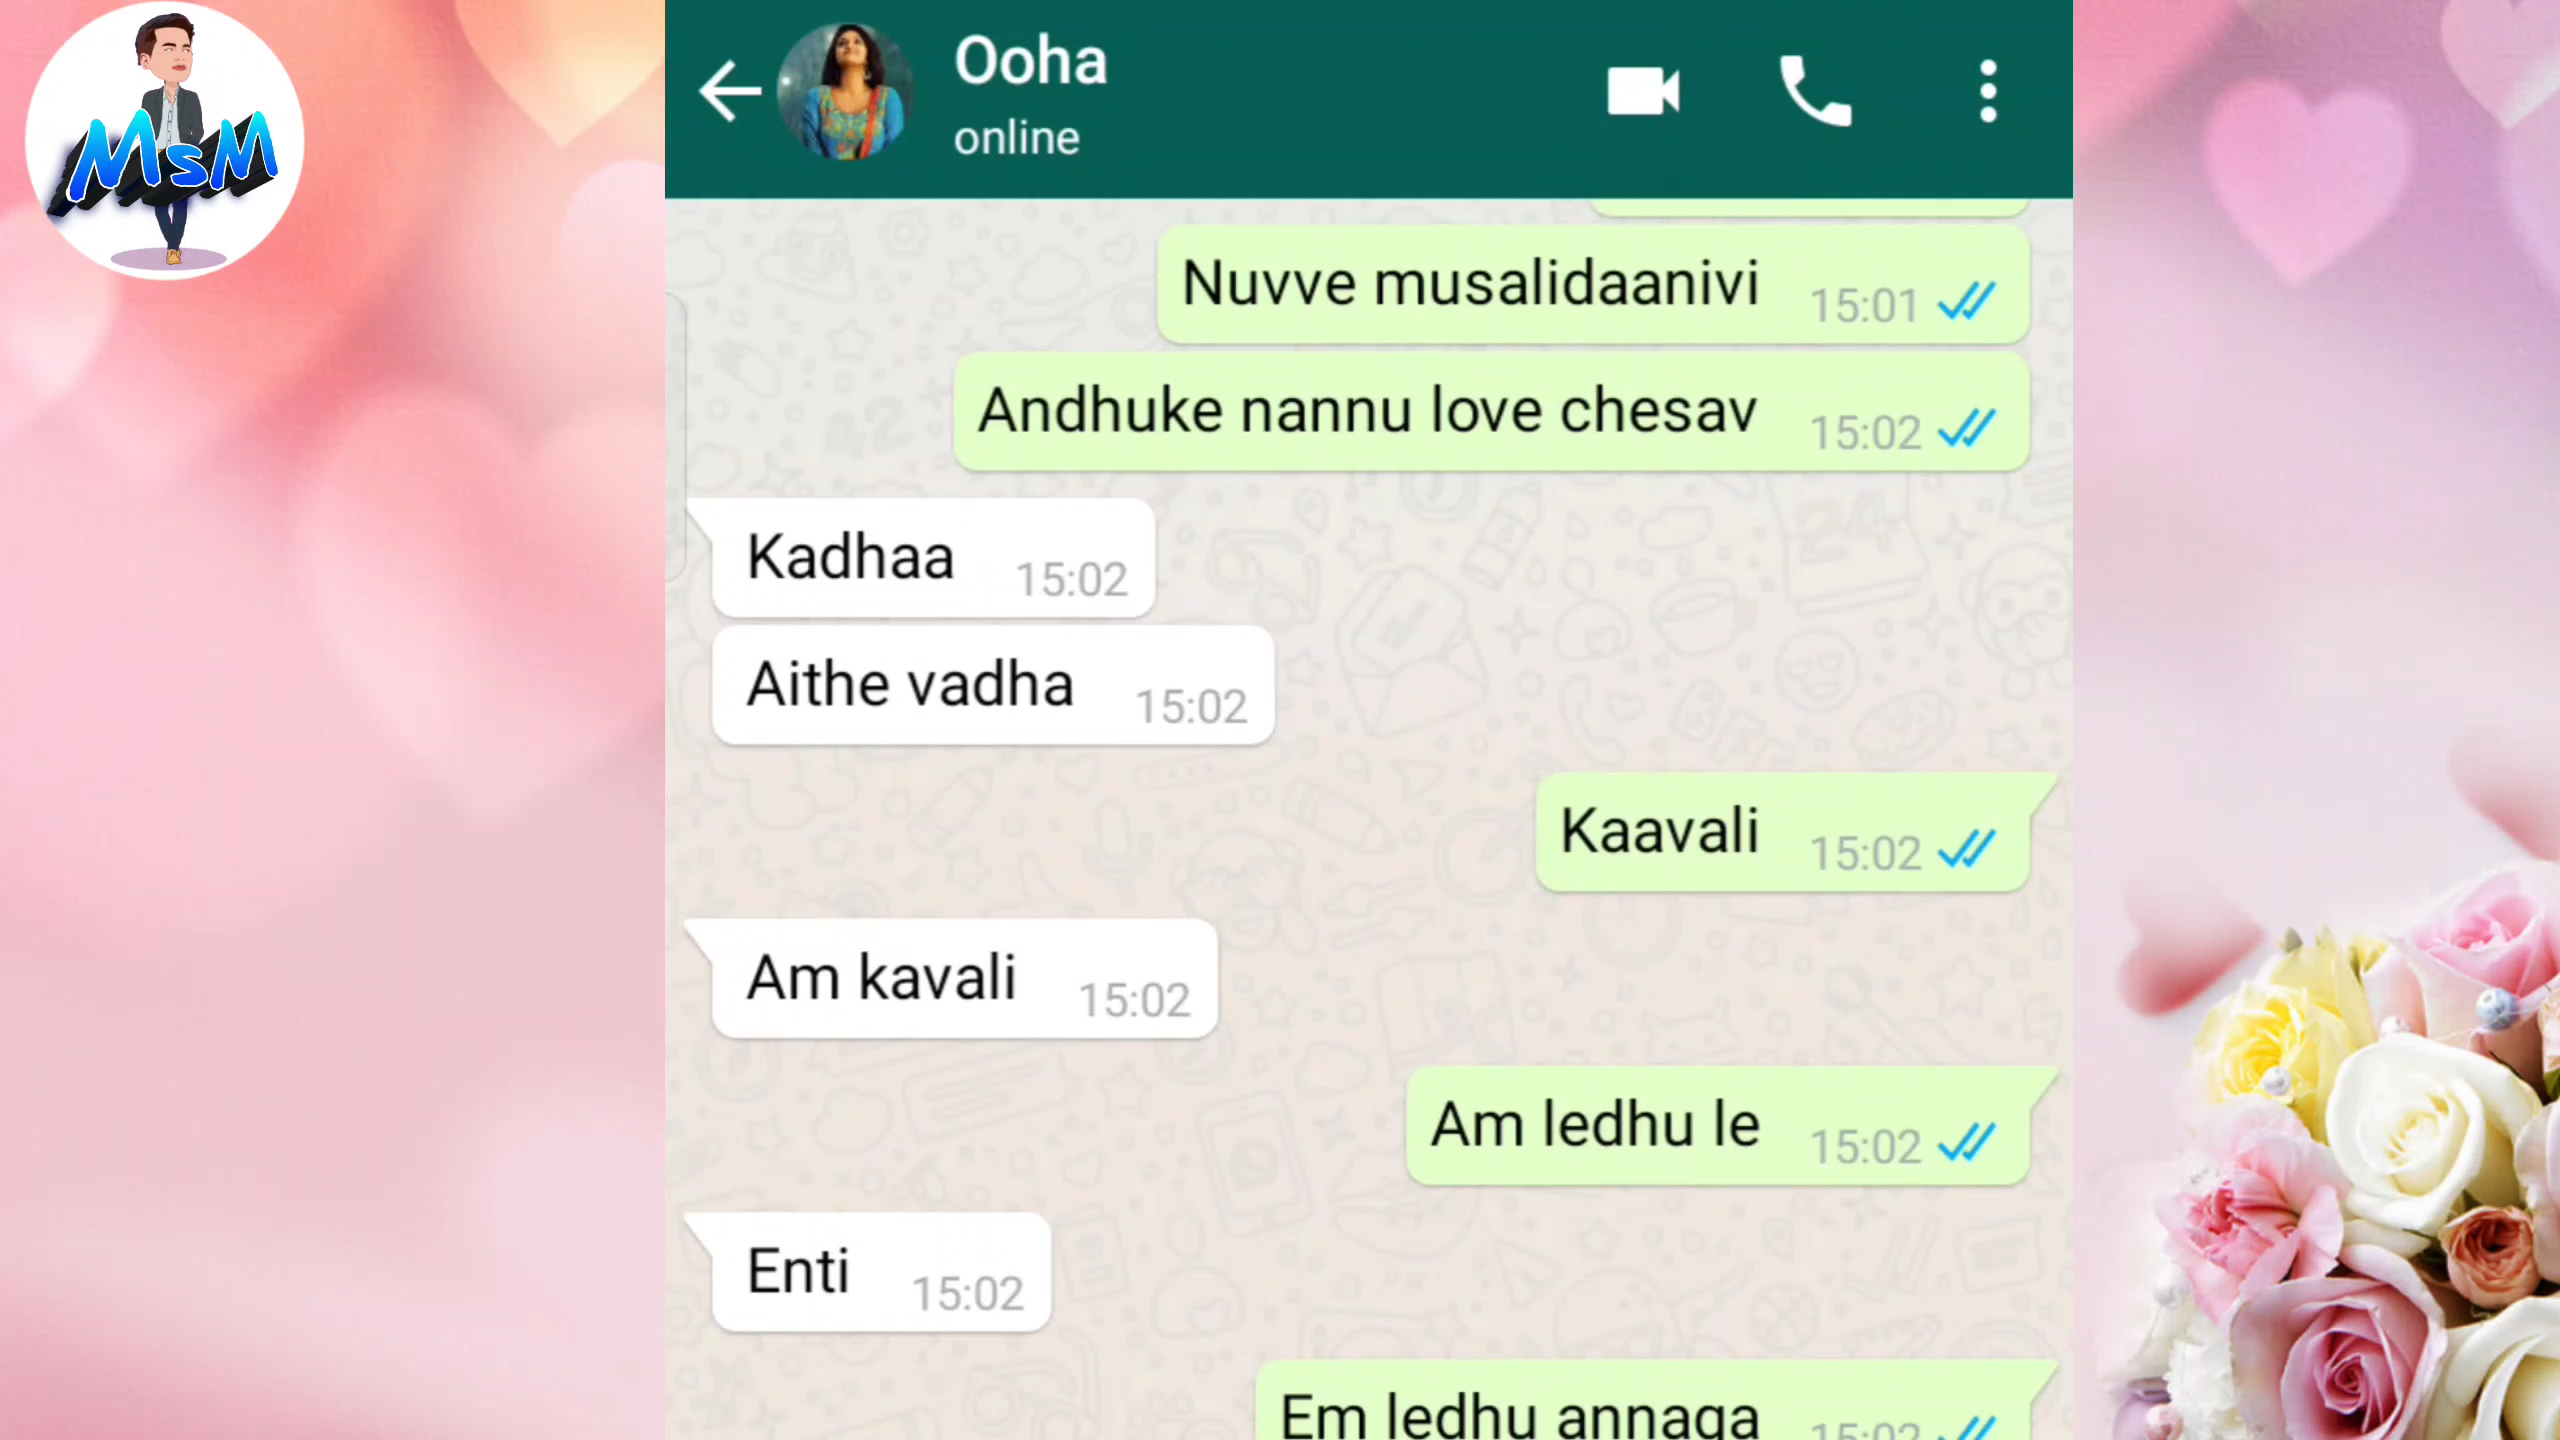 MsM
Ooha
online
Nuvve musalidaanivi 15:01
Andhuke nannu love chesav 15:02
Kadhaa 15:02
Aithe vadha 15:02
Kaavali 15:02
Am kavali 15:02
Am ledhu le 15:02
Enti 15:02
Em ledhu annaga 15:02